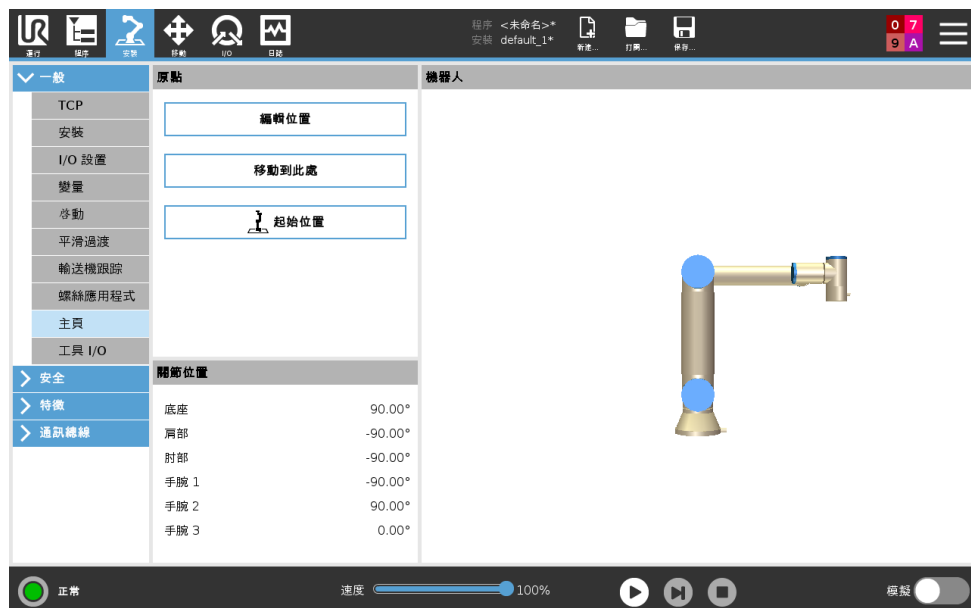 程序 <未命名>*
安裝 default_1*
運行
程序
安裝
移動
I/O
日誌
新建...
打開...
保存...
0 7
9 A
一般
TCP
安裝
I/O 設置
變量
啓動
平滑過渡
輸送機跟踪
螺絲應用程式
主頁
工具 I/O
安全
特徵
通訊總線
原點
編輯位置
移動到此處
起始位置
關節位置
底座 90.00°
肩部 -90.00°
肘部 -90.00°
手腕 1 -90.00°
手腕 2 90.00°
手腕 3 0.00°
機器人
正常
速度 100%
模擬